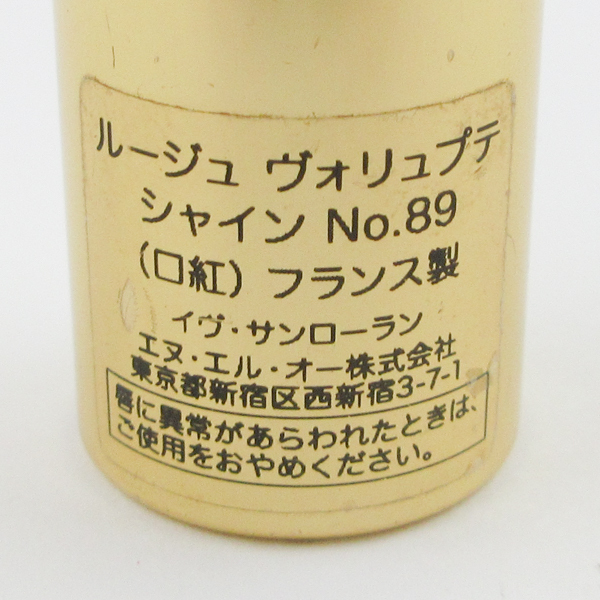 ルージュ ヴォリュプテ
シャイン No.89
(口紅) フランス製
イヴ・サンローラン
エヌ・エル・オー株式会社
東京都新宿区西新宿3-7-1
唇に異常があらわれたときは、
ご使用をおやめください。